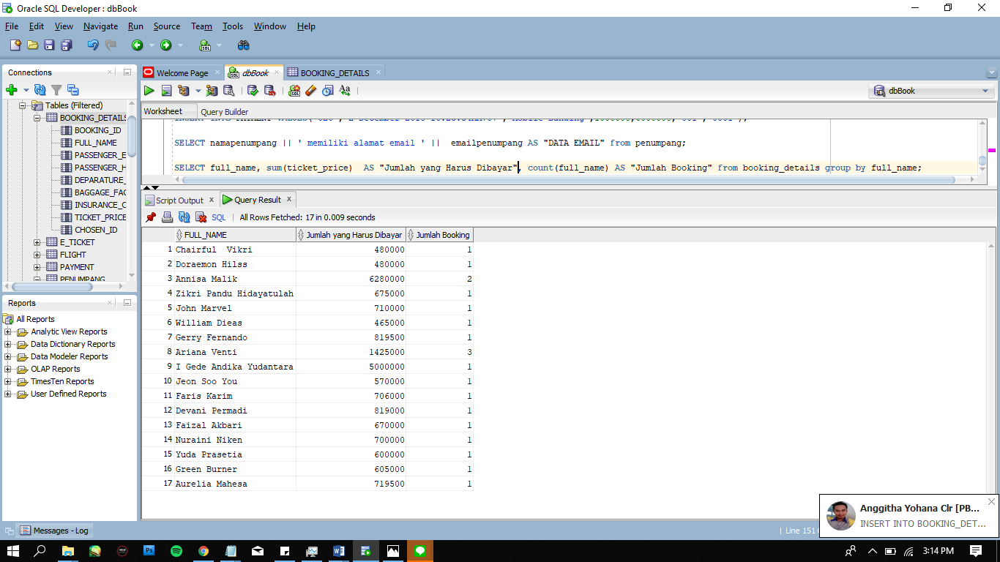 Oracle SQL Developer : dbBook
File Edit View Navigate Run Source Team Tools Window Help
Connections
Tables (Filtered)
BOOKING_DETAILS
BOOKING_ID
FULL_NAME
PASSENGER_E
PASSENGER_H
DEPARATURE_
BAGGAGE_FAC
INSURANCE_C
TICKET_PRICE
CHOSEN_ID
E_TICKET
FLIGHT
PAYMENT
PENUMPANG
Reports
All Reports
Analytic View Reports
Data Dictionary Reports
Data Modeler Reports
OLAP Reports
TimesTen Reports
User Defined Reports
Welcome Page dbBook BOOKING_DETAILS
dbBook
Worksheet Query Builder
SELECT namapenumpang || ' memiliki alamat email ' || emailpenumpang AS "DATA EMAIL" from penumpang;
SELECT full_name, sum(ticket_price) AS "Jumlah yang Harus Dibayar", count(full_name) AS "Jumlah Booking" from booking_details group by full_name;
Script Output x Query Result x
SQL | All Rows Fetched: 17 in 0.009 seconds
FULL_NAME Jumlah yang Harus Dibayar Jumlah Booking
1 Chairful  Vikri 480000 1
2 Doraemon Hilss 480000 1
3 Annisa Malik 6280000 2
4 Zikri Pandu Hidayatulah 675000 1
5 John Marvel 710000 1
6 William Dieas 465000 1
7 Gerry Fernando 819500 1
8 Ariana Venti 1425000 3
9 I Gede Andika Yudantara 5000000 1
10 Jeon Soo You 570000 1
11 Faris Karim 706000 1
12 Devani Permadi 819000 1
13 Faizal Akbari 670000 1
14 Nuraini Niken 700000 1
15 Yuda Prasetia 600000 1
16 Green Burner 605000 1
17 Aurelia Mahesa 719500 1
Anggitha Yohana Clr [PB...
INSERT INTO BOOKING_DET...
Messages - Log
| Line 151
3:14 PM